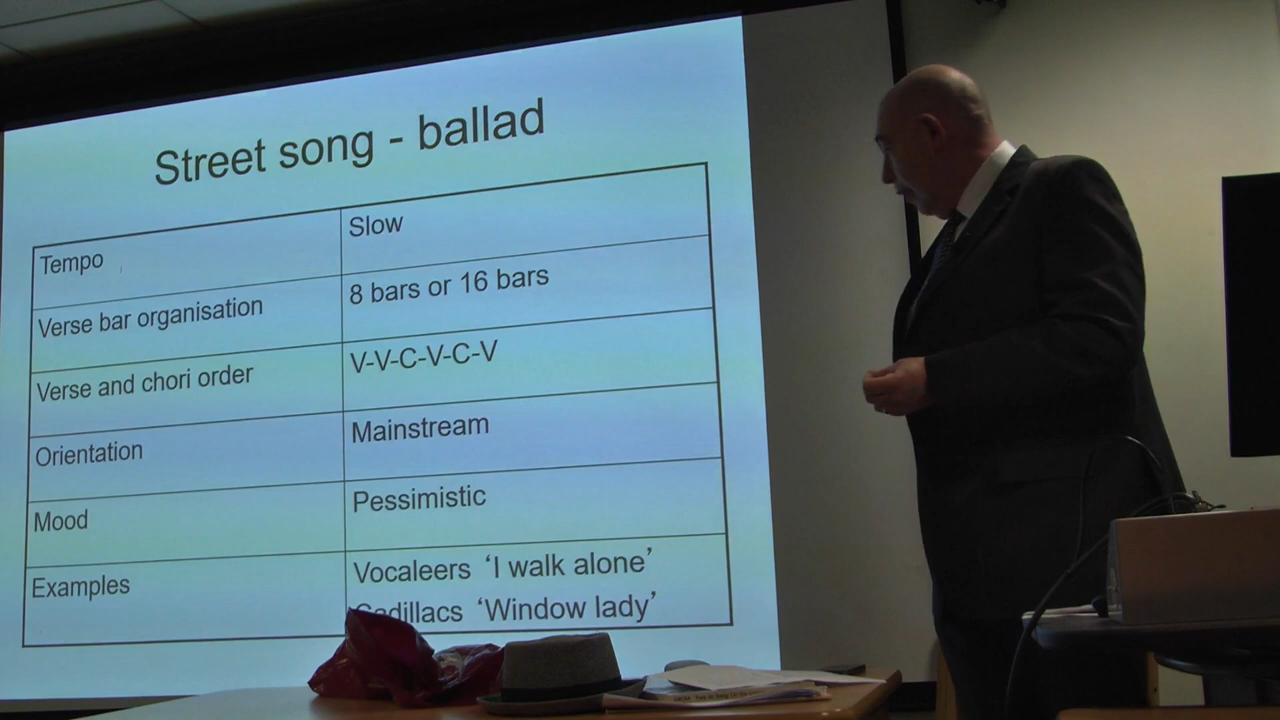 Street song - ballad
Tempo
Slow
Verse bar organisation
8 bars or 16 bars
Verse and chori order
V-V-C-V-C-V
Orientation
Mainstream
Mood
Pessimistic
Examples
Vocaleers ‘I walk alone’
Cadillacs ‘Window lady’